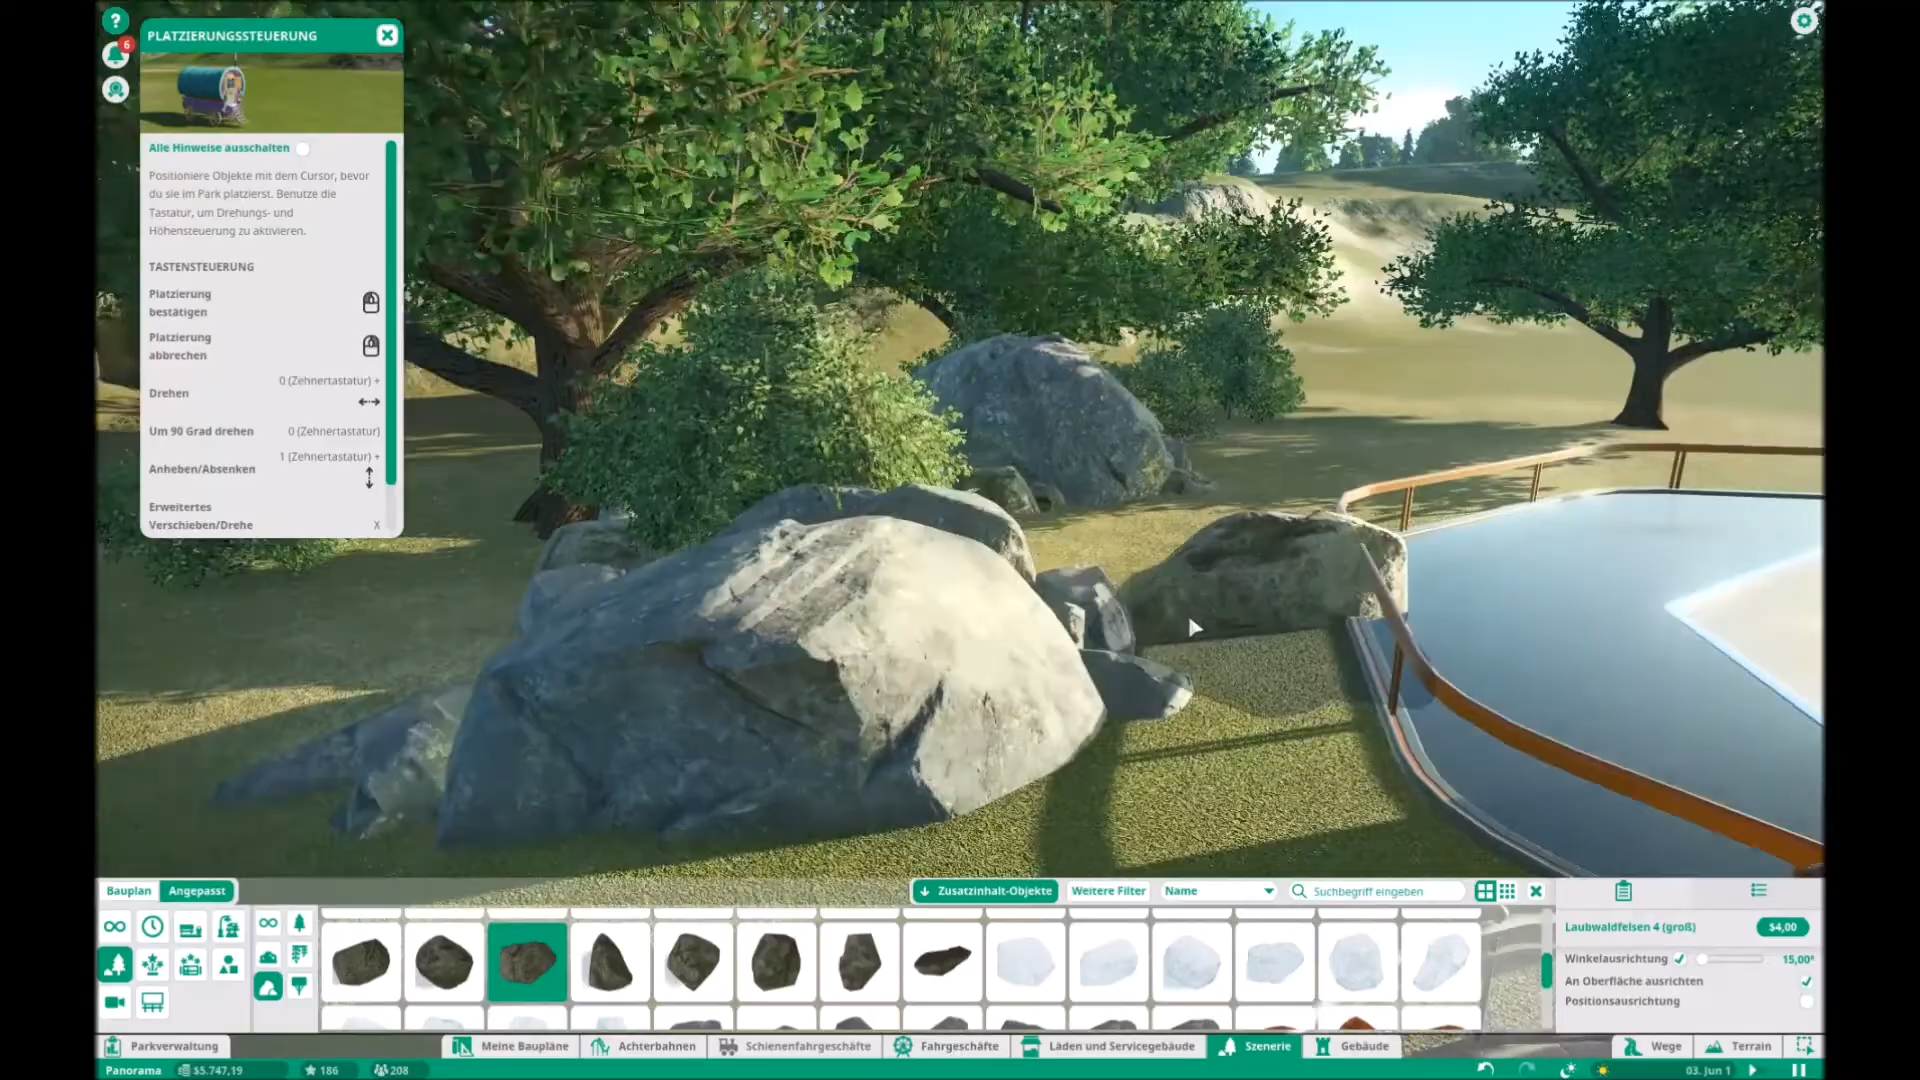 ?
6
PLATZIERUNGSSTEUERUNG
Alle Hinweise ausschalten
Positioniere Objekte mit dem Cursor, bevor
du sie im Park platzierst. Benutze die
Tastatur, um Drehungs- und
Höhensteuerung zu aktivieren.
TASTENSTEUERUNG
Platzierung
bestätigen
Platzierung
abbrechen
Drehen
0 (Zehnertastatur) +
Um 90 Grad drehen
0 (Zehnertastatur)
Anheben/Absenken
1 (Zehnertastatur) +
Erweitertes
Verschieben/Drehe
X
Bauplan
Angepasst
Zusatzinhalt-Objekte
Weitere Filter
Name
Suchbegriff eingeben
Laubwaldfelsen 4 (groß)
$4,00
Winkelausrichtung
15,00°
An Oberfläche ausrichten
Positionsausrichtung
Parkverwaltung
Meine Baupläne
Achterbahnen
Schienenfahrgeschäfte
Fahrgeschäfte
Läden und Servicegebäude
Szenerie
Gebäude
Wege
Terrain
Panorama
$5.747,19
186
208
03. Jun 1